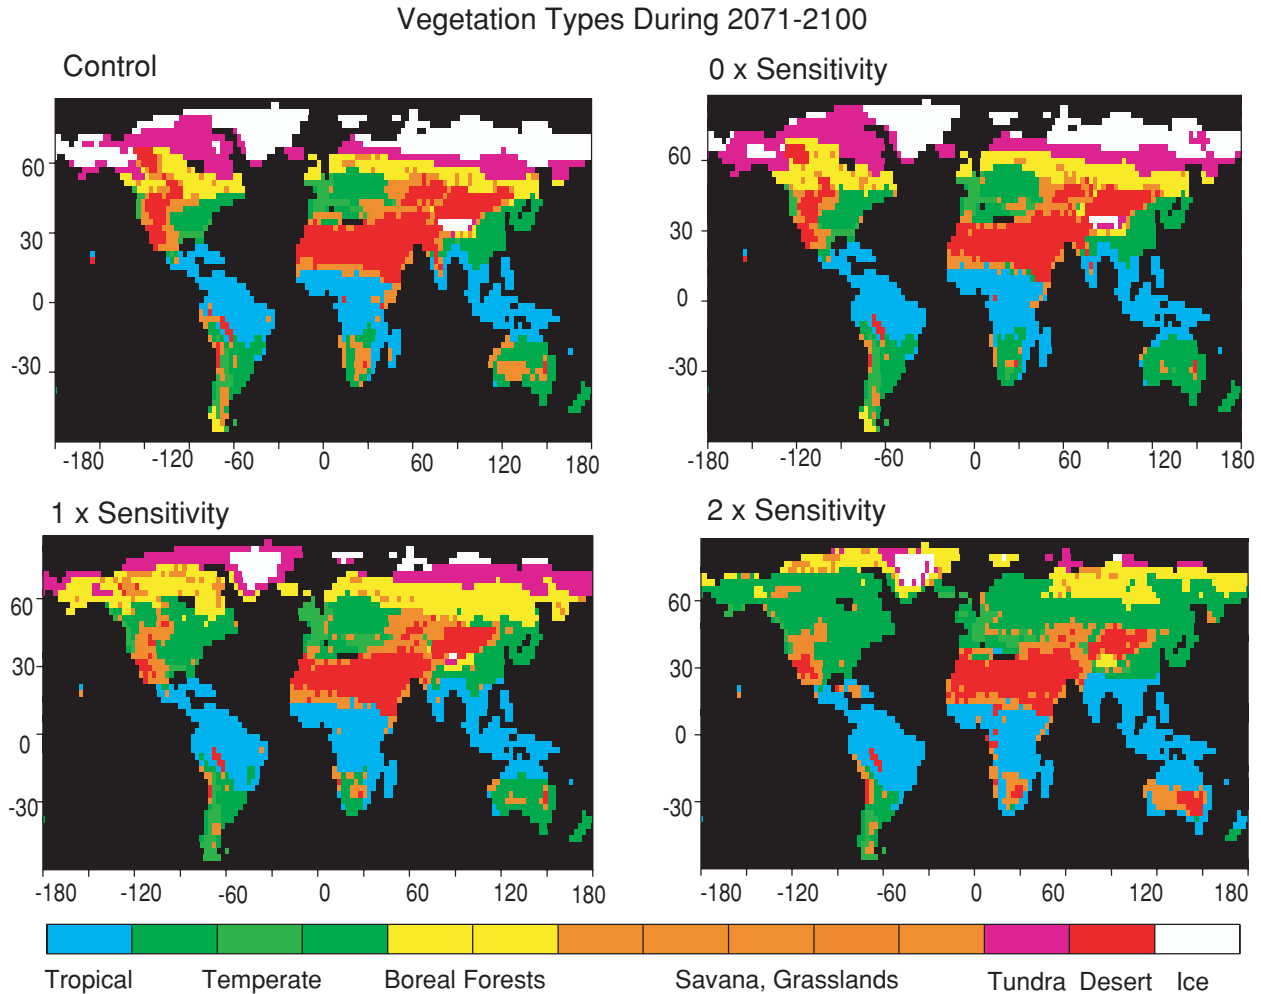 Vegetation Types During 2071-2100
Control
0 x Sensitivity
60
30
0
-30
-180 -120 -60 0 60 120 180
60
30
0
-30
-180 -120 -60 0 60 120 180
1 x Sensitivity
2 x Sensitivity
60
30
0
-30
-180 -120 -60 0 60 120 180
60
30
0
-30
-180 -120 -60 0 60 120 180
Tropical Temperate Boreal Forests Savana, Grasslands Tundra Desert Ice